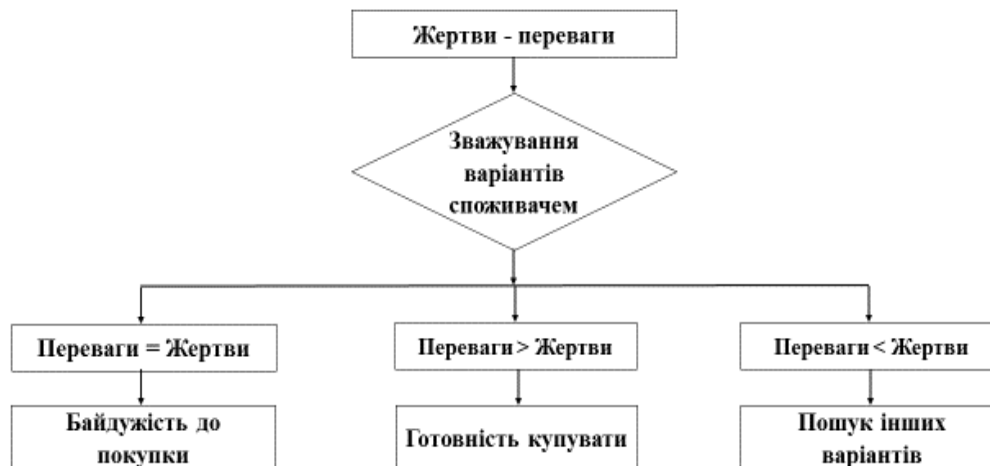 Жертви - переваги
Зважування
варіантів
споживачем
Переваги = Жертви
Переваги > Жертви
Переваги < Жертви
Байдужість до
покупки
Готовність купувати
Пошук інших
варіантів